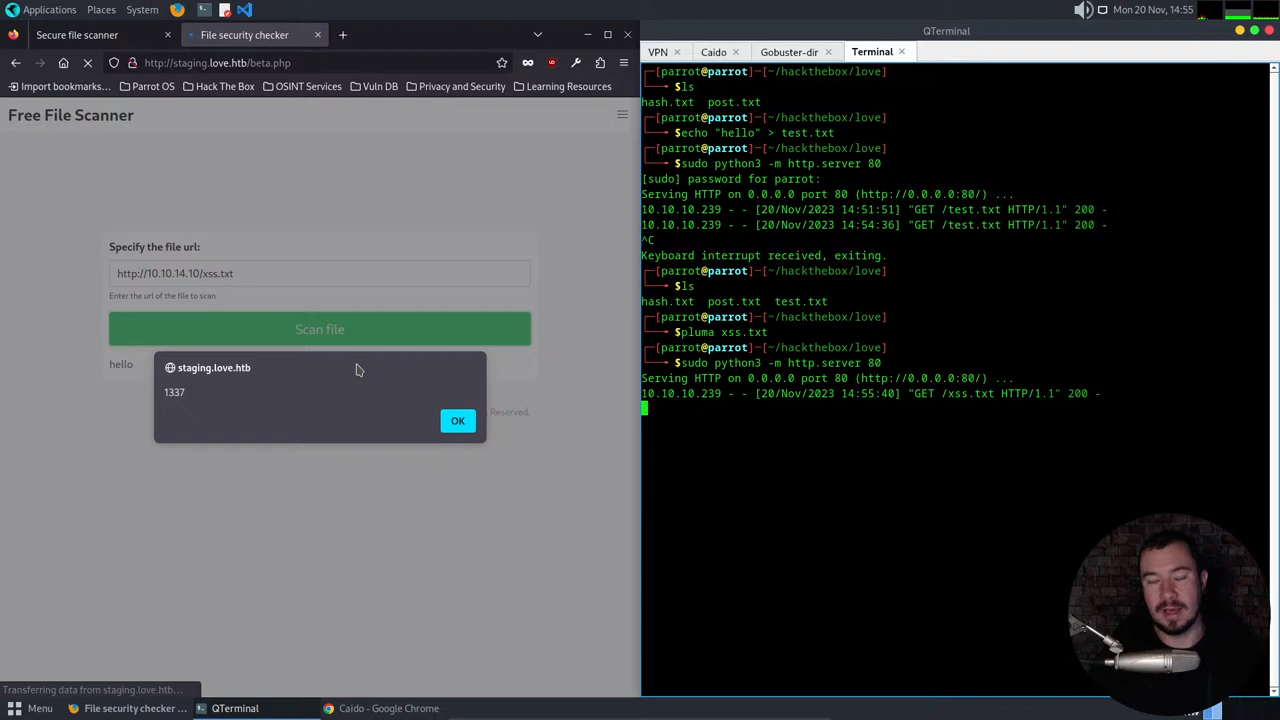 Applications Places System Mon 20 Nov, 14:55
Secure file scanner
File security checker
http://staging.love.htb/beta.php
Import bookmarks... Parrot OS Hack The Box OSINT Services Vuln DB Privacy and Security Learning Resources
Free File Scanner
Specify the file url:
http://10.10.14.10/xss.txt
Enter the url of the file to scan
Scan file
hello
staging.love.htb
1337
OK
Reserved.
Transferring data from staging.love.htb...
QTerminal
VPN Caido Gobuster-dir Terminal
┌─[parrot@parrot]─[~/hackthebox/love]
└──╼ $ls
hash.txt post.txt
┌─[parrot@parrot]─[~/hackthebox/love]
└──╼ $echo "hello" > test.txt
┌─[parrot@parrot]─[~/hackthebox/love]
└──╼ $sudo python3 -m http.server 80
[sudo] password for parrot:
Serving HTTP on 0.0.0.0 port 80 (http://0.0.0.0:80/) ...
10.10.10.239 - - [20/Nov/2023 14:51:51] "GET /test.txt HTTP/1.1" 200 -
10.10.10.239 - - [20/Nov/2023 14:54:36] "GET /test.txt HTTP/1.1" 200 -
^C
Keyboard interrupt received, exiting.
┌─[parrot@parrot]─[~/hackthebox/love]
└──╼ $ls
hash.txt post.txt test.txt
┌─[parrot@parrot]─[~/hackthebox/love]
└──╼ $pluma xss.txt
┌─[parrot@parrot]─[~/hackthebox/love]
└──╼ $sudo python3 -m http.server 80
Serving HTTP on 0.0.0.0 port 80 (http://0.0.0.0:80/) ...
10.10.10.239 - - [20/Nov/2023 14:55:40] "GET /xss.txt HTTP/1.1" 200 -
Menu File security checker ... QTerminal Caido - Google Chrome